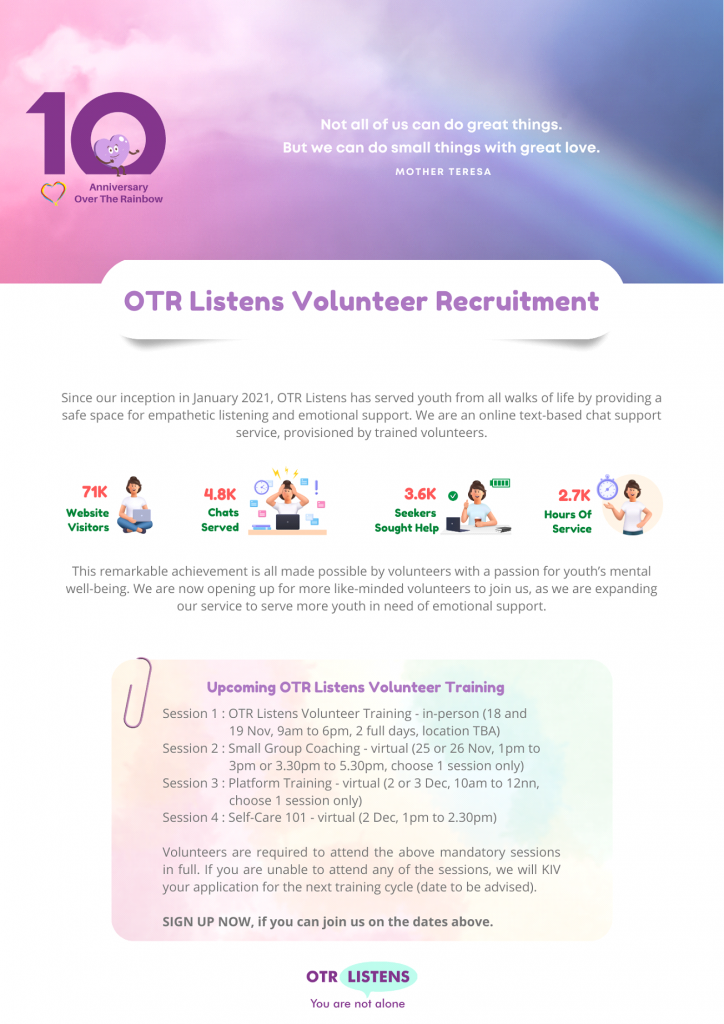 10
Anniversary
Over The Rainbow
Not all of us can do great things.
But we can do small things with great love.
MOTHER TERESA
OTR Listens Volunteer Recruitment
Since our inception in January 2021, OTR Listens has served youth from all walks of life by providing a
safe space for empathetic listening and emotional support. We are an online text-based chat support
service, provisioned by trained volunteers.
71K
Website
Visitors
4.8K
Chats
Served
3.6K
Seekers
Sought Help
2.7K
Hours Of
Service
This remarkable achievement is all made possible by volunteers with a passion for youth’s mental
well-being. We are now opening up for more like-minded volunteers to join us, as we are expanding
our service to serve more youth in need of emotional support.
Upcoming OTR Listens Volunteer Training
Session 1 : OTR Listens Volunteer Training - in-person (18 and
19 Nov, 9am to 6pm, 2 full days, location TBA)
Session 2 : Small Group Coaching - virtual (25 or 26 Nov, 1pm to
3pm or 3.30pm to 5.30pm, choose 1 session only)
Session 3 : Platform Training - virtual (2 or 3 Dec, 10am to 12nn,
choose 1 session only)
Session 4 : Self-Care 101 - virtual (2 Dec, 1pm to 2.30pm)
Volunteers are required to attend the above mandatory sessions
in full. If you are unable to attend any of the sessions, we will KIV
your application for the next training cycle (date to be advised).
SIGN UP NOW, if you can join us on the dates above.
OTR LISTENS
You are not alone